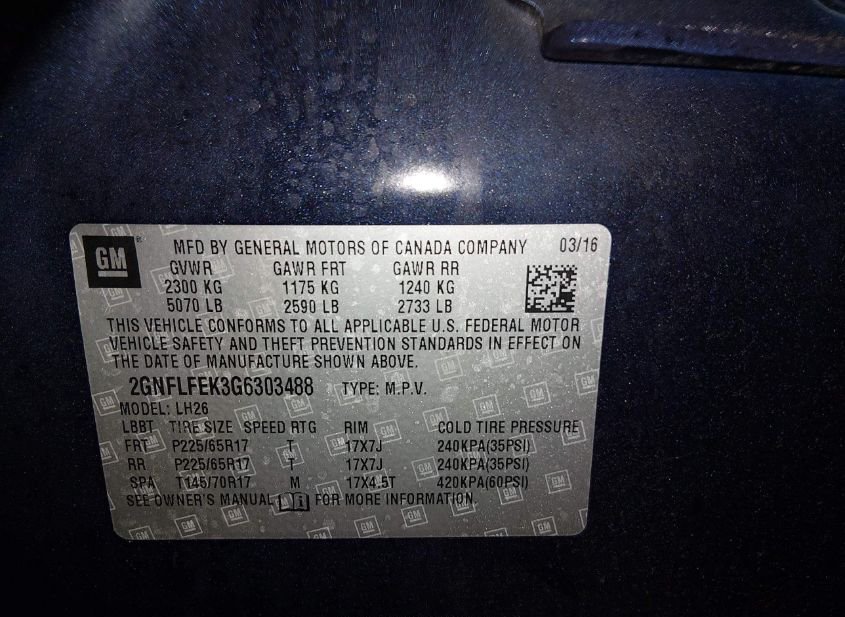 GM MFD BY GENERAL MOTORS OF CANADA COMPANY 03/16
GVWR GAWR FRT GAWR RR
2300 KG 1175 KG 1240 KG
5070 LB 2590 LB 2733 LB
THIS VEHICLE CONFORMS TO ALL APPLICABLE U.S. FEDERAL MOTOR
VEHICLE SAFETY AND THEFT PREVENTION STANDARDS IN EFFECT ON
THE DATE OF MANUFACTURE SHOWN ABOVE.
2GNFLFEK3G6303488 TYPE: M.P.V.
MODEL: LH26
LBBT TIRE SIZE SPEED RTG RIM COLD TIRE PRESSURE
FRT P225/65R17 T 17X7J 240KPA(35PSI)
RR P225/65R17 T 17X7J 240KPA(35PSI)
SPA T145/70R17 M 17X4.5T 420KPA(60PSI)
SEE OWNER'S MANUAL FOR MORE INFORMATION.